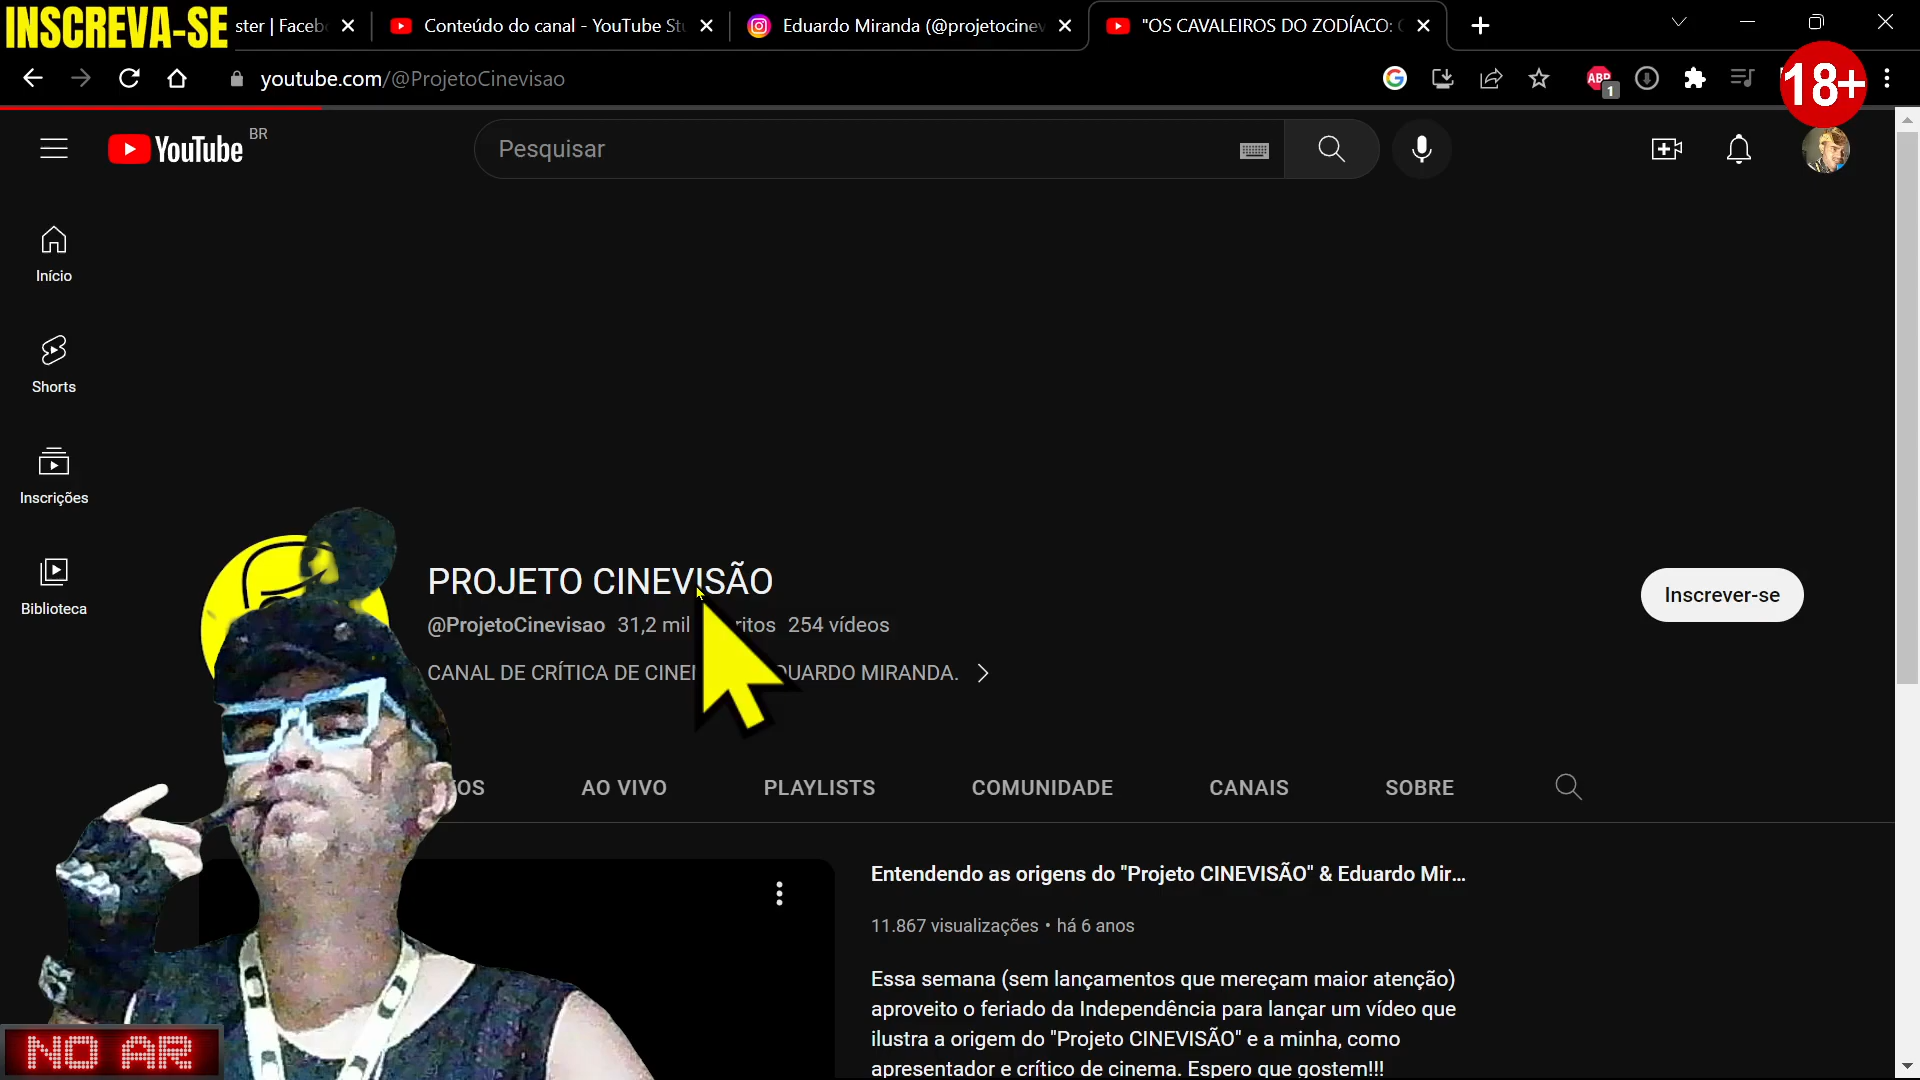 INSCREVA-SE
ster | Faceb
Conteúdo do canal - YouTube St
Eduardo Miranda (@projetocinev
"OS CAVALEIROS DO ZODÍACO:
youtube.com/@ProjetoCinevisao
ABP
1
18+
YouTube
BR
Pesquisar
Início
Shorts
Inscrições
Biblioteca
PROJETO CINEVISÃO
@ProjetoCinevisao 31,2 mil ritos 254 vídeos
CANAL DE CRÍTICA DE CINE DUARDO MIRANDA.
Inscrever-se
OS
AO VIVO
PLAYLISTS
COMUNIDADE
CANAIS
SOBRE
Entendendo as origens do "Projeto CINEVISÃO" & Eduardo Mir...
11.867 visualizações • há 6 anos
Essa semana (sem lançamentos que mereçam maior atenção)
aproveito o feriado da Independência para lançar um vídeo que
ilustra a origem do "Projeto CINEVISÃO" e a minha, como
apresentador e crítico de cinema. Espero que gostem!!!
NO AR